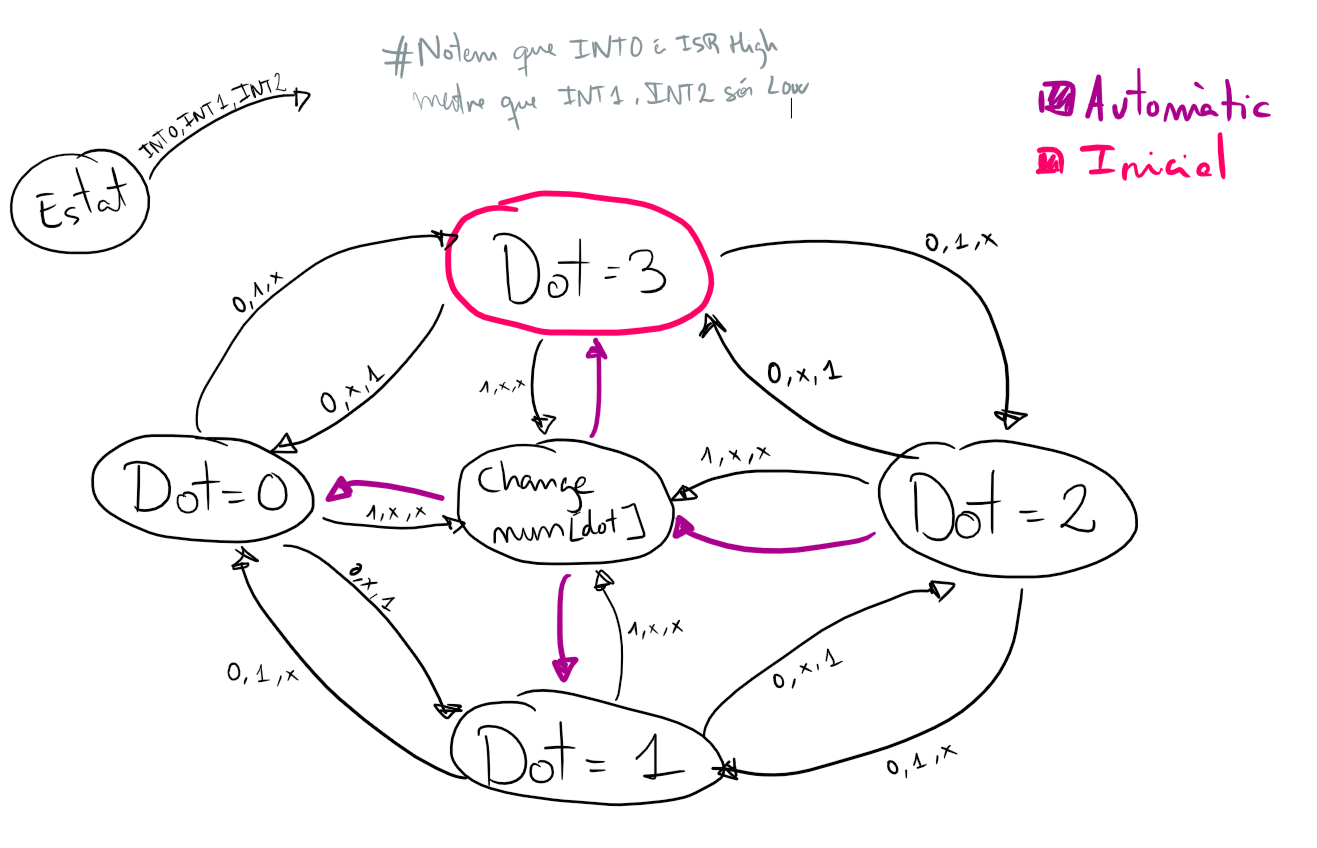 #Notem que INT0 é ISR High
mentre que INT1, INT2 són Low
Automàtic
Inicial
INT0,INT1,INT2
Estat
Dot=3
0,1,x
0,1,x
0,x,1
0,x,1
1,x,x
Dot=0
Change
num[dot]
1,x,x
1,x,x
Dot=2
0,x,1
1,x,x
0,x,1
0,1,x
0,1,x
Dot=1